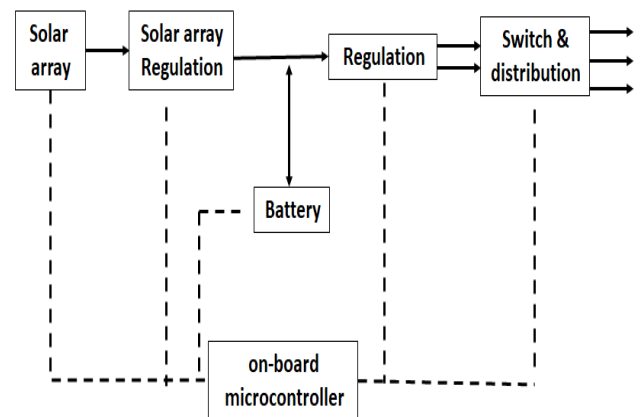 Solar
array
Solar array
Regulation
Regulation
Switch &
distribution
Battery
on-board
microcontroller